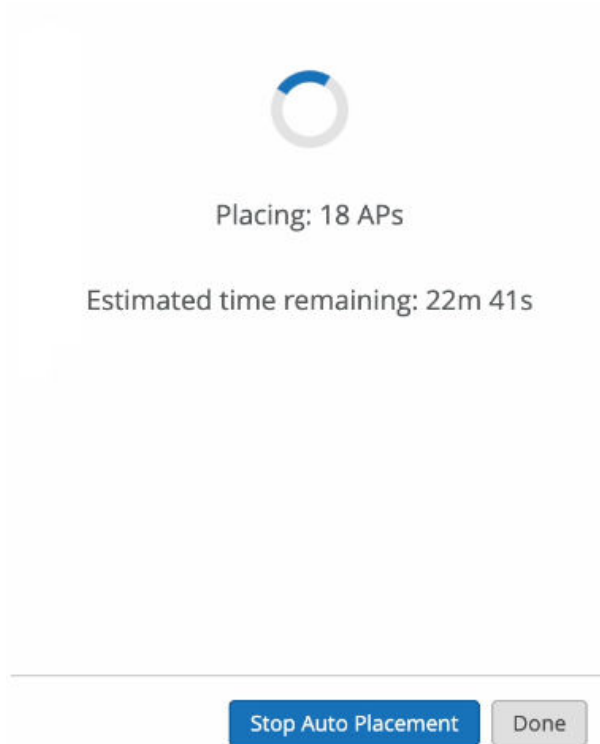 Placing: 18 APs
Estimated time remaining: 22m 41s
Stop Auto Placement
Done